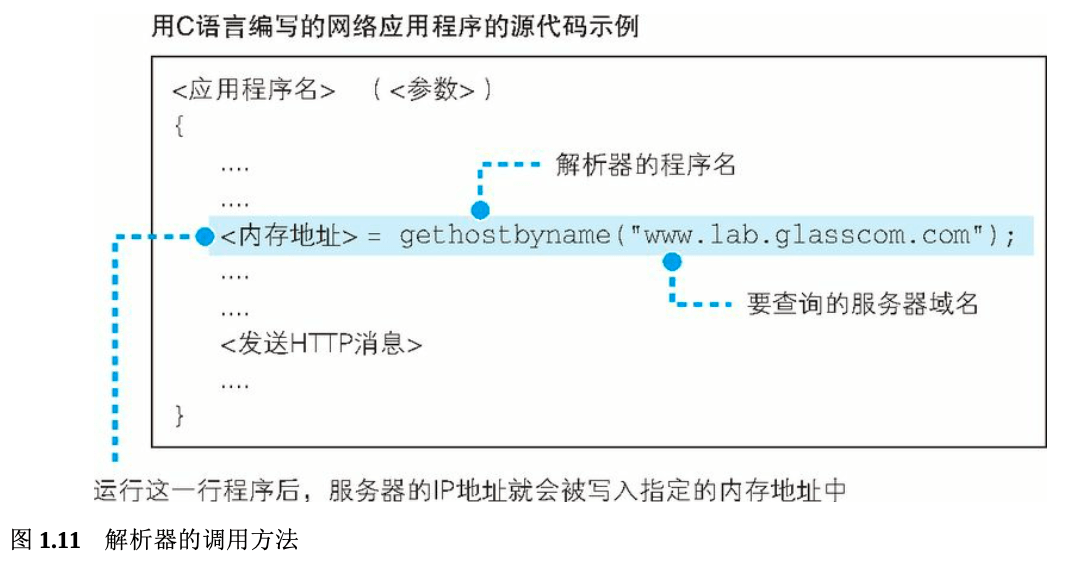 用C语言编写的网络应用程序的源代码示例
<应用程序名> (<参数>)
{
....
解析器的程序名
....
<内存地址> = gethostbyname("www.lab.glasscom.com");
....
要查询的服务器域名
....
<发送HTTP消息>
....
}
运行这一行程序后，服务器的IP地址就会被写入指定的内存地址中
图 1.11 解析器的调用方法